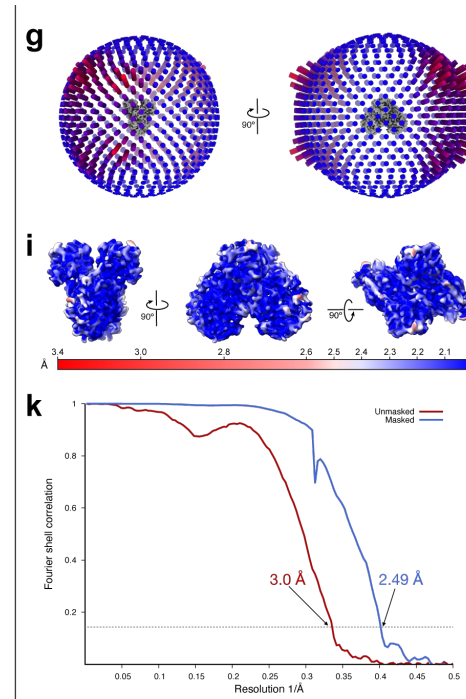 g
90º
i
90º
90º
Å
3.4 3.0 2.8 2.6 2.5 2.4 2.3 2.2 2.1
k
Unmasked
Masked
1
0.8
0.6
0.4
0.2
3.0 Å
2.49 Å
Fourier shell correlation
0.05 0.1 0.15 0.2 0.25 0.3 0.35 0.4 0.45 0.5
Resolution 1/Å